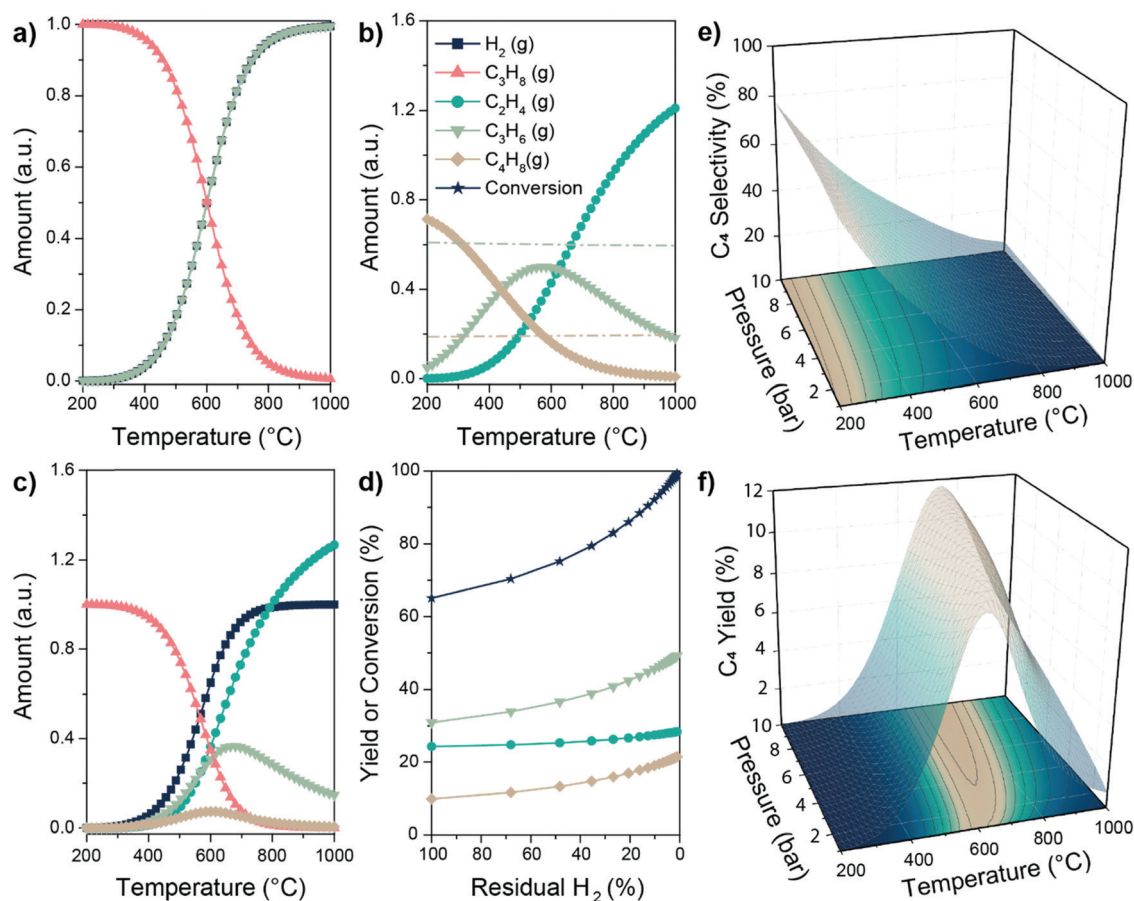 a)
1.0
0.8
0.6
0.4
0.2
0.0
Amount (a.u.)
200 400 600 800 1000
Temperature (°C)
b)
1.6
1.2
0.8
0.4
0.0
Amount (a.u.)
H₂ (g)
C₃H₈ (g)
C₂H₄ (g)
C₃H₆ (g)
C₄H₈(g)
Conversion
200 400 600 800 1000
Temperature (°C)
e)
100
80
60
40
20
C₄ Selectivity (%)
10
8
6
4
2
Pressure (bar)
200 400 600 800 1000
Temperature (°C)
c)
1.6
1.2
0.8
0.4
0.0
Amount (a.u.)
200 400 600 800 1000
Temperature (°C)
d)
100
80
60
40
20
0
Yield or Conversion (%)
100 80 60 40 20 0
Residual H₂ (%)
f)
12
10
8
6
4
2
C₄ Yield (%)
10
8
6
4
2
Pressure (bar)
200 400 600 800 1000
Temperature (°C)